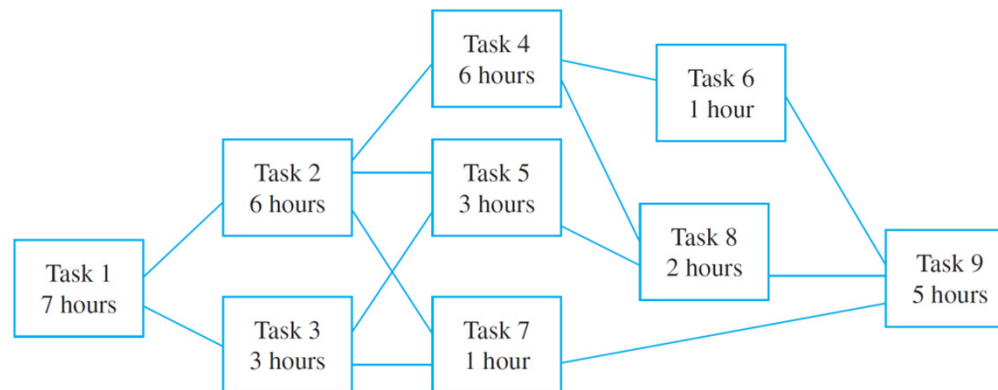 Task 1
7 hours
Task 2
6 hours
Task 3
3 hours
Task 4
6 hours
Task 5
3 hours
Task 7
1 hour
Task 6
1 hour
Task 8
2 hours
Task 9
5 hours